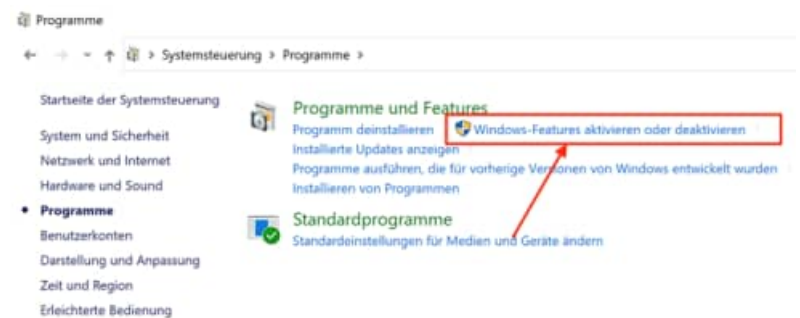 Programme
Systemsteuerung > Programme >
Startseite der Systemsteuerung
System und Sicherheit
Netzwerk und Internet
Hardware und Sound
Programme
Benutzerkonten
Darstellung und Anpassung
Zeit und Region
Erleichterte Bedienung
Programme und Features
Programm deinstallieren Windows-Features aktivieren oder deaktivieren
Installierte Updates anzeigen
Programme ausführen, die für vorherige Versionen von Windows entwickelt wurden
Installieren von Programmen
Standardprogramme
Standardeinstellungen für Medien und Geräte ändern